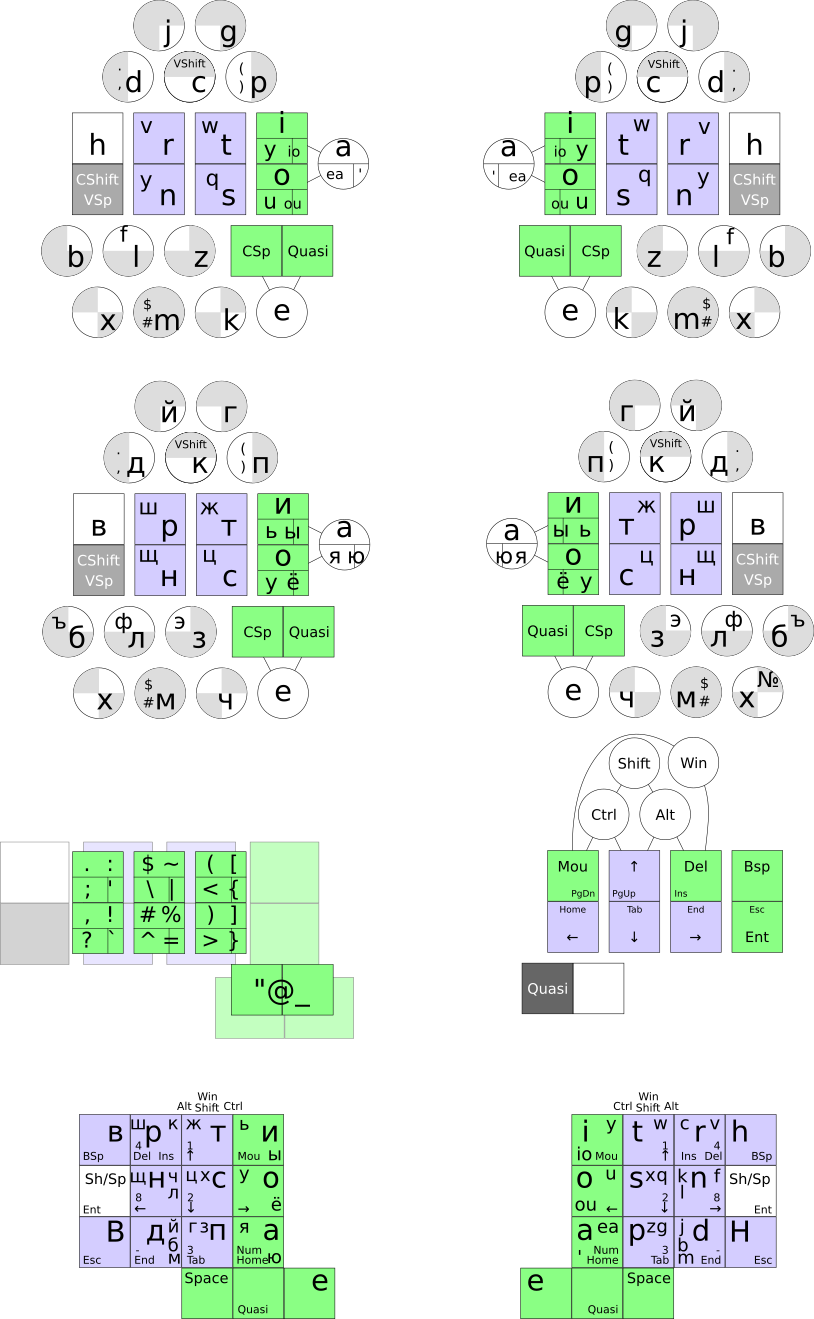 j g g j
. , d VShift c ( ) p p ( ) VShift c d . ,
h v r w t i a a i t w r v h
y io io y
CShift VSp y n q s o ea ' ' ea o s q n y CShift VSp
u ou ou u
b f l z CSp Quasi Quasi CSp z l f b
x $ # m k e e k m $ # x
й г г й
. , д VShift к ( ) п п ( ) VShift к д . ,
в ш р ж т и а а и т ж р ш в
ь ы ы ь
CShift VSp щ н ц с о я ю ю я о с ц н щ CShift VSp
у ё ё у
ъ б ф л э з CSp Quasi Quasi CSp з э л ф б ъ
х $ # м ч е е ч м $ # х №
Shift Win
Ctrl Alt
. : $ ~ ( [ Mou ↑ Del Bsp
; ' \ | < { PgDn PgUp Ins
, ! # % ) ] Home Tab End Esc
? ` ^ = > } ← ↓ → Ent
" @ _ Quasi
Win Win
Alt Shift Ctrl Ctrl Shift Alt
в ш р к ж т ь и i y t w c r v h
4 1 1 4
BSp Del Ins ↑ Mou ы io Mou ↑ Ins Del BSp
Sh/Sp щ н ч л ц х с у о o u s x q k l n f Sh/Sp
8 2 2 8
Ent ← ↓ → ё ou ← ↓ → Ent
В д й б м г з п я а a ea p z g j b m d H
- 3 Num Num 3 -
Esc End Tab Home ю ' Home Tab End Esc
Space е e Space
Quasi Quasi